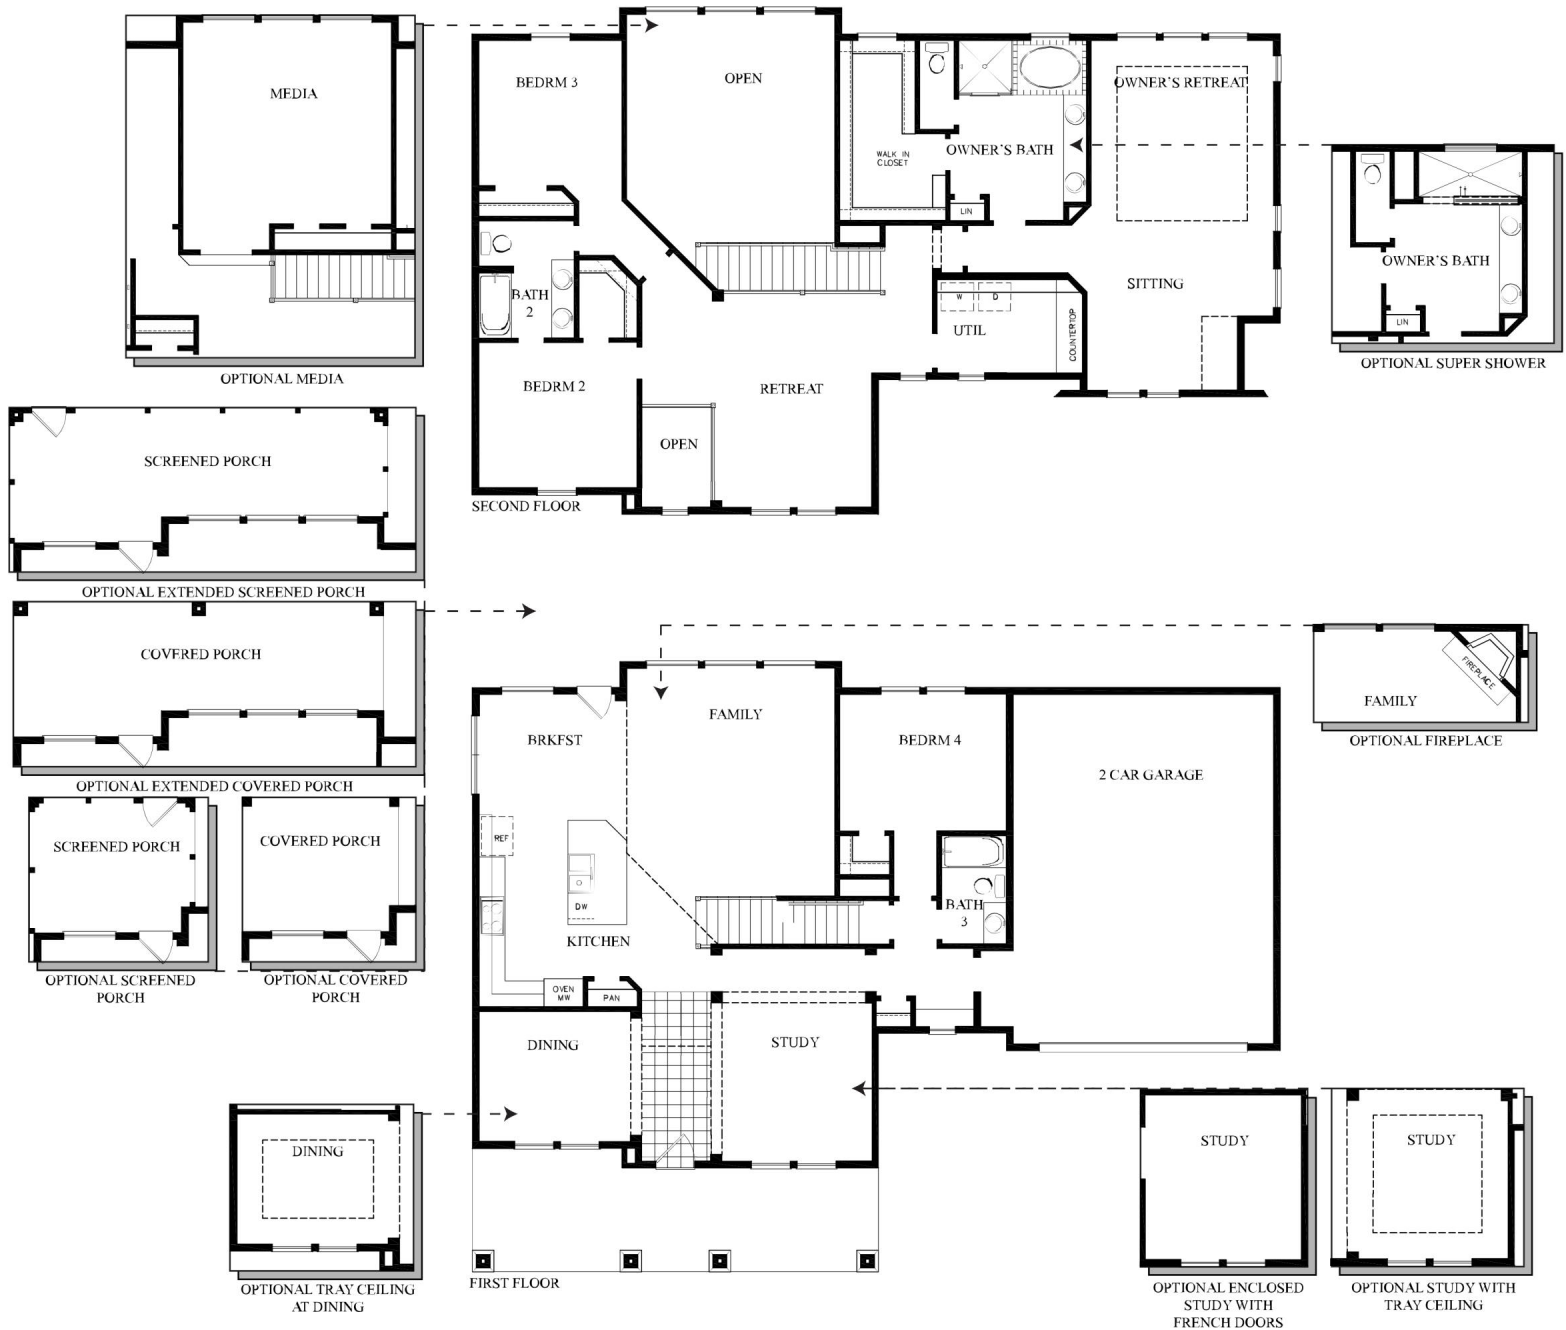 MEDIA
OPTIONAL MEDIA
BEDRM 3
OPEN
WALK IN
CLOSET
OWNER'S BATH
LIN
OWNER'S RETREAT
SITTING
BATH
2
W
D
UTIL
COUNTERTOP
BEDRM 2
RETREAT
OPEN
SECOND FLOOR
OWNER'S BATH
LIN
OPTIONAL SUPER SHOWER
SCREENED PORCH
OPTIONAL EXTENDED SCREENED PORCH
COVERED PORCH
OPTIONAL EXTENDED COVERED PORCH
SCREENED PORCH
OPTIONAL SCREENED
PORCH
COVERED PORCH
OPTIONAL COVERED
PORCH
FIREPLACE
FAMILY
OPTIONAL FIREPLACE
BRKFST
FAMILY
BEDRM 4
2 CAR GARAGE
REF
DW
KITCHEN
BATH
3
OVEN
MW
PAN
DINING
STUDY
FIRST FLOOR
DINING
OPTIONAL TRAY CEILING
AT DINING
STUDY
OPTIONAL ENCLOSED
STUDY WITH
FRENCH DOORS
STUDY
OPTIONAL STUDY WITH
TRAY CEILING